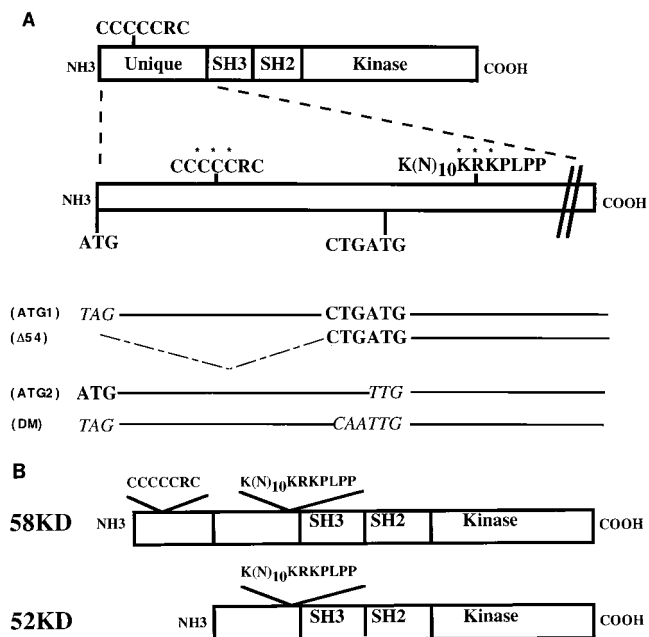 A
CCCCCRC
NH3 Unique SH3 SH2 Kinase COOH
* * * * * *
CCCCCRC K(N)10KRKPLPP
NH3 COOH
ATG CTGATG
(ATG1) TAG CTGATG
(Δ54) CTGATG
(ATG2) ATG TTG
(DM) TAG CAATTG
B
CCCCCRC K(N)10KRKPLPP
58KD NH3 SH3 SH2 Kinase COOH
K(N)10KRKPLPP
52KD NH3 SH3 SH2 Kinase COOH